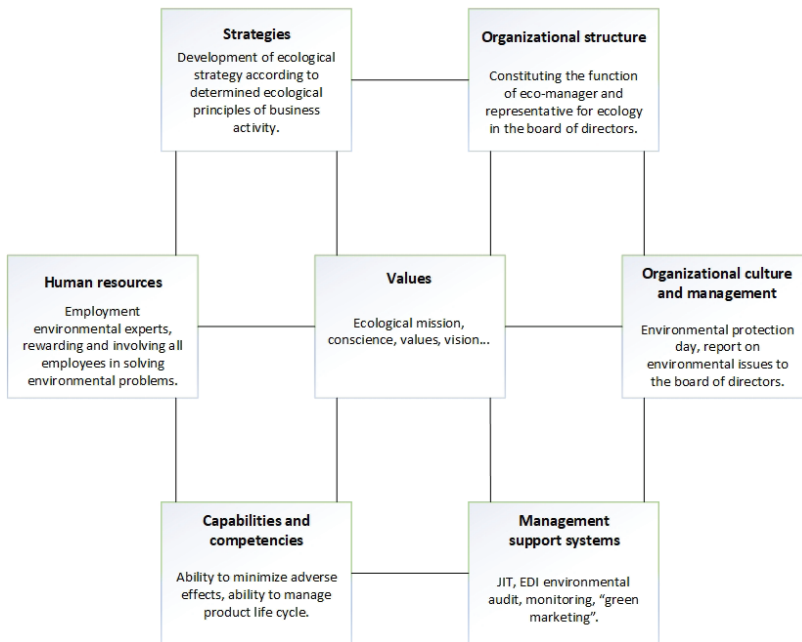 Strategies
Development of ecological
strategy according to
determined ecological
principles of business
activity.
Organizational structure
Constituting the function
of eco-manager and
representative for ecology
in the board of directors.
Human resources
Employment
environmental experts,
rewarding and involving all
employees in solving
environmental problems.
Values
Ecological mission,
conscience, values, vision...
Organizational culture
and management
Environmental protection
day, report on
environmental issues to
the board of directors.
Capabilities and
competencies
Ability to minimize adverse
effects, ability to manage
product life cycle.
Management
support systems
JIT, EDI environmental
audit, monitoring, “green
marketing”.